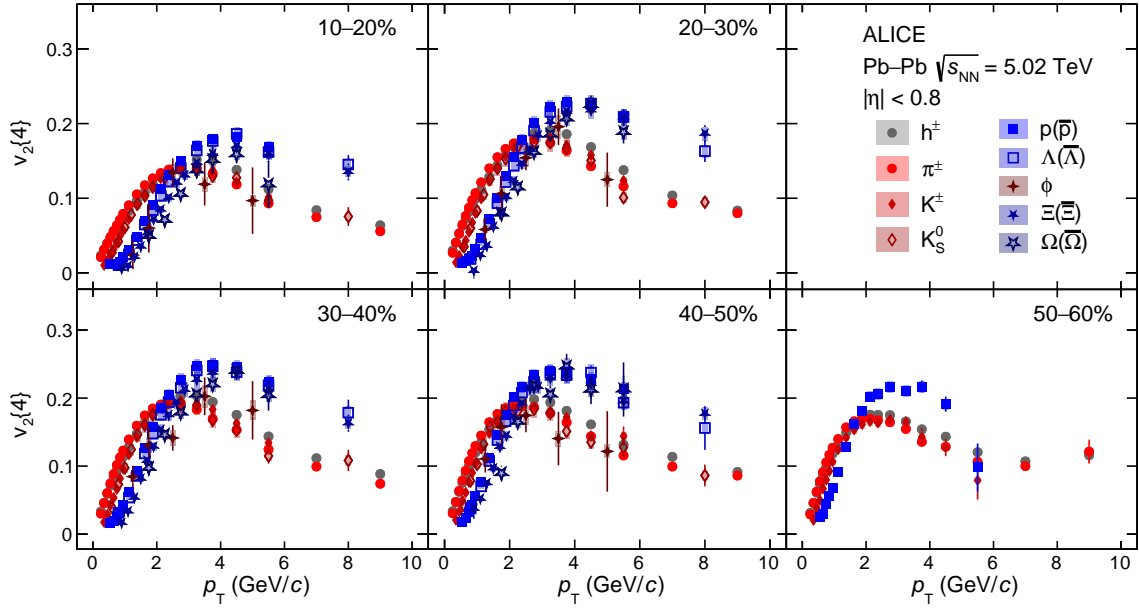 10–20%
20–30%
ALICE
Pb–Pb √sNN = 5.02 TeV
|η| < 0.8
h± p(p̅)
π± Λ(Λ̅)
K± ϕ
K0S Ξ(Ξ̅)
Ω(Ω̅)
0.3
0.2
0.1
0
v2{4}
30–40%
40–50%
50–60%
0.3
0.2
0.1
0
v2{4}
0 2 4 6 8 0 2 4 6 8 0 2 4 6 8 10
pT (GeV/c) pT (GeV/c) pT (GeV/c)